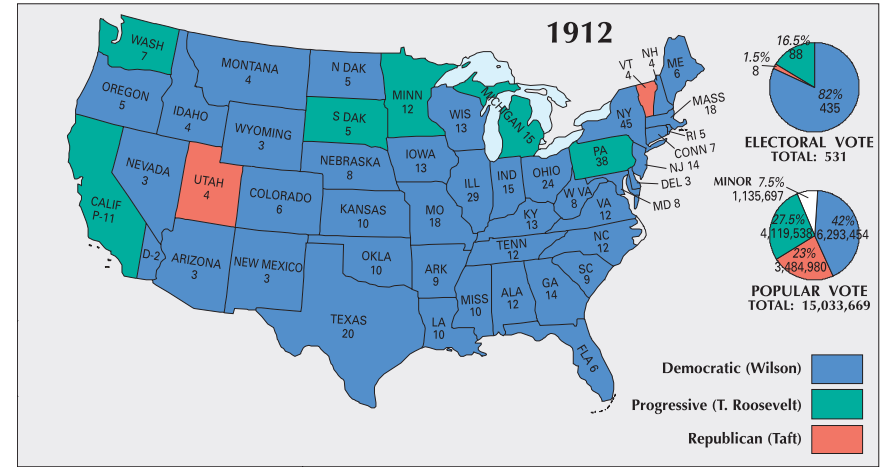 1912
WASH
7
OREGON
5
CALIF
P-11
D-2
NEVADA
3
IDAHO
4
MONTANA
4
WYOMING
3
UTAH
4
COLORADO
6
ARIZONA
3
NEW MEXICO
3
N DAK
5
S DAK
5
NEBRASKA
8
KANSAS
10
OKLA
10
TEXAS
20
MINN
12
IOWA
13
MO
18
ARK
9
LA
10
WIS
13
ILL
29
MICHIGAN 15
IND
15
OHIO
24
KY
13
TENN
12
MISS
10
ALA
12
GA
14
FLA 6
SC
9
NC
12
VA
12
W VA
8
PA
38
NY
45
VT
4
NH
4
ME
6
MASS
18
RI 5
CONN 7
NJ 14
DEL 3
MD 8
16.5%
88
1.5%
8
82%
435
ELECTORAL VOTE
TOTAL: 531
MINOR 7.5%
1,135,697
27.5%
4,119,538
42%
6,293,454
23%
3,484,980
POPULAR VOTE
TOTAL: 15,033,669
Democratic (Wilson)
Progressive (T. Roosevelt)
Republican (Taft)